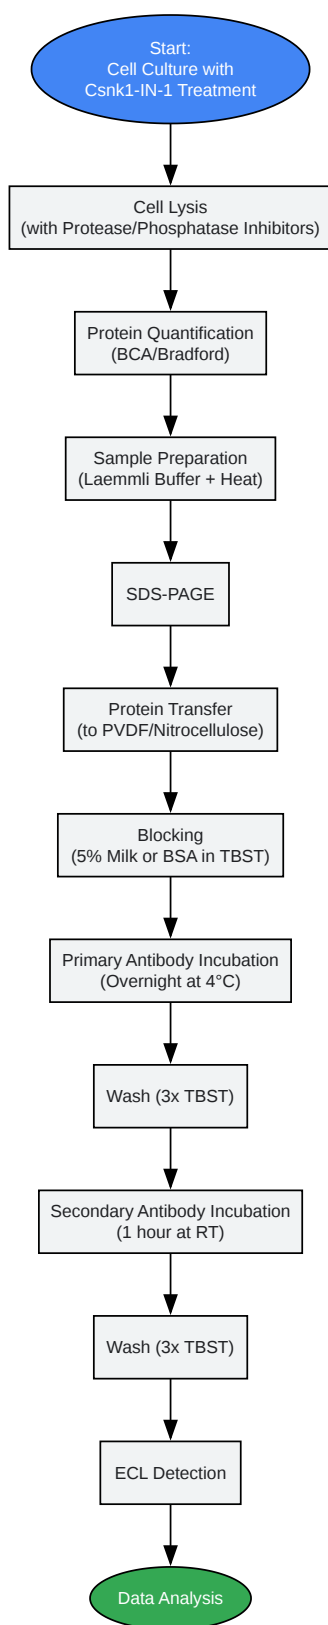 Start:
Cell Culture with
Csnk1-IN-1 Treatment
Cell Lysis
(with Protease/Phosphatase Inhibitors)
Protein Quantification
(BCA/Bradford)
Sample Preparation
(Laemmli Buffer + Heat)
SDS-PAGE
Protein Transfer
(to PVDF/Nitrocellulose)
Blocking
(5% Milk or BSA in TBST)
Primary Antibody Incubation
(Overnight at 4°C)
Wash (3x TBST)
Secondary Antibody Incubation
(1 hour at RT)
Wash (3x TBST)
ECL Detection
Data Analysis